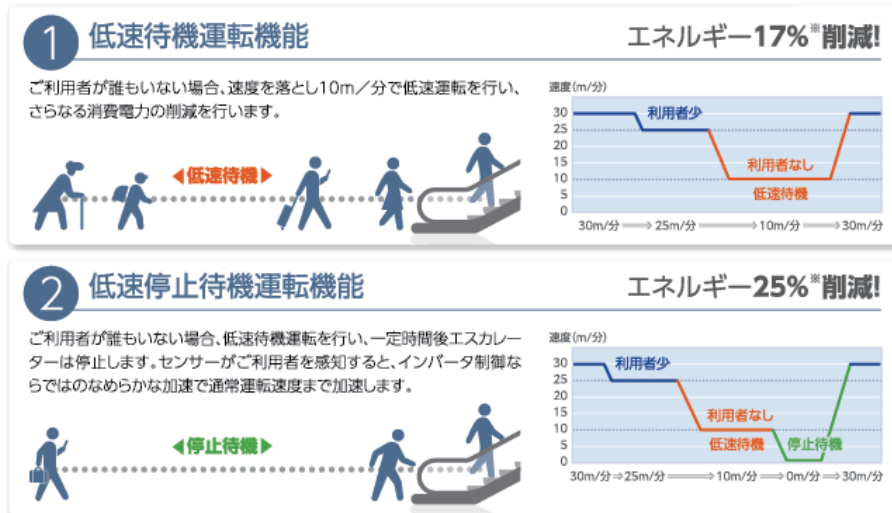 1 低速待機運転機能
エネルギー17%※削減!
ご利用者が誰もいない場合、速度を落とし10m／分で低速運転を行い、
さらなる消費電力の削減を行います。
◀低速待機▶
速度(m/分)
30
25
20
15
10
5
0
利用者少
利用者なし
低速待機
30m/分⇒25m/分⇒10m/分⇒30m/分
2 低速停止待機運転機能
エネルギー25%※削減!
ご利用者が誰もいない場合、低速待機運転を行い、一定時間後エスカレー
ターは停止します。センサーがご利用者を感知すると、インバータ制御な
らではのなめらかな加速で通常運転速度まで加速します。
◀停止待機▶
速度(m/分)
30
25
20
15
10
5
0
利用者少
利用者なし
低速待機 停止待機
30m/分⇒25m/分⇒10m/分⇒0m/分⇒30m/分